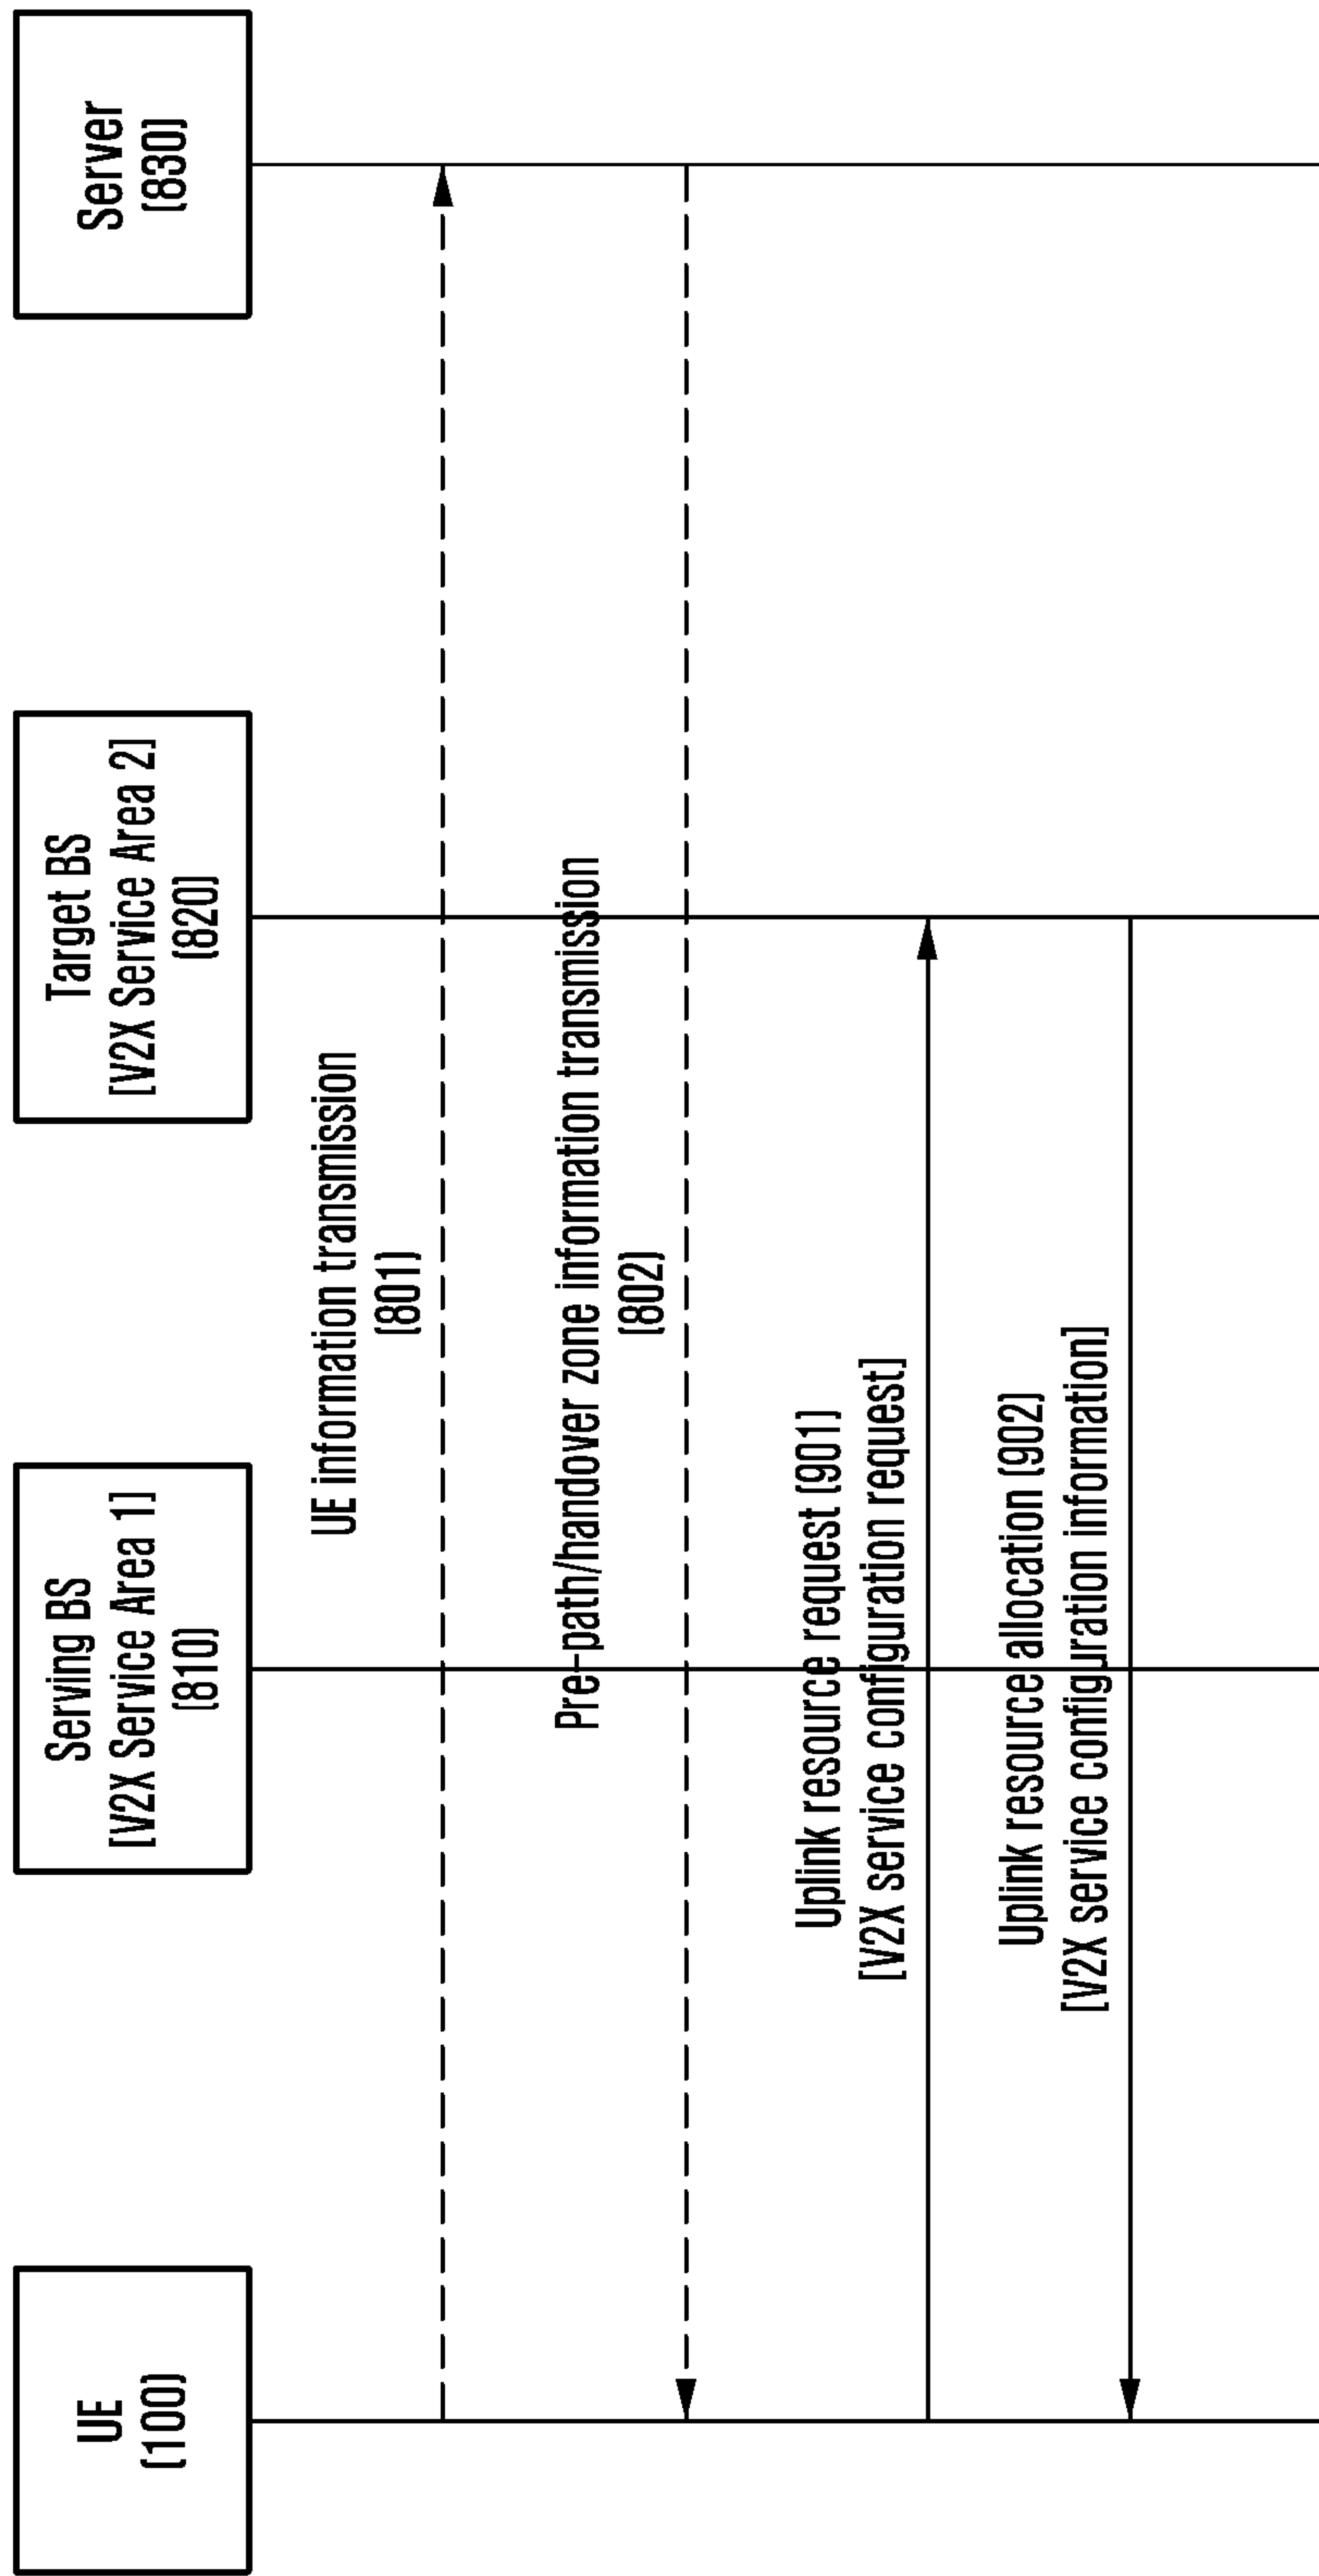 UE
(100)
Serving BS
[V2X Service Area 1]
(810)
Target BS
[V2X Service Area 2]
(820)
Server
(830)
UE information transmission
(801)
Pre-path/handover zone information transmission
(802)
Uplink resource request (901)
[V2X service configuration request]
Uplink resource allocation (902)
[V2X service configuration information]